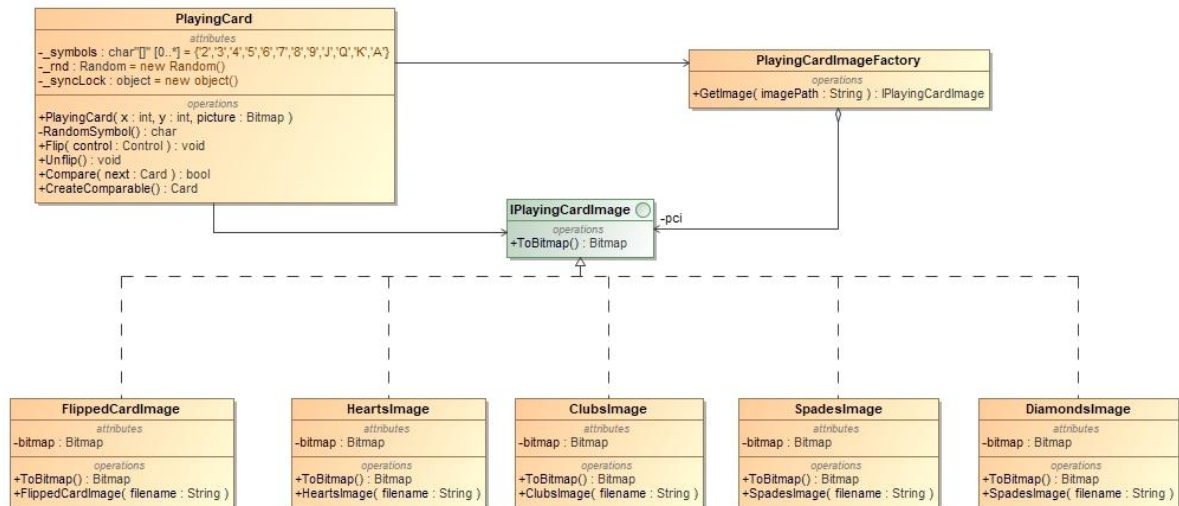 PlayingCard
attributes
-_symbols : char"[]" [0..*] = {'2','3','4','5','6','7','8','9','J','Q','K','A'}
-_rnd : Random = new Random()
-_syncLock : object = new object()
operations
+PlayingCard( x : int, y : int, picture : Bitmap )
-RandomSymbol() : char
+Flip( control : Control ) : void
+Unflip() : void
+Compare( next : Card ) : bool
+CreateComparable() : Card
PlayingCardImageFactory
operations
+GetImage( imagePath : String ) : IPlayingCardImage
IPlayingCardImage
operations
+ToBitmap() : Bitmap
-pci
FlippedCardImage
attributes
-bitmap : Bitmap
operations
+ToBitmap() : Bitmap
+FlippedCardImage( filename : String )
HeartsImage
attributes
-bitmap : Bitmap
operations
+ToBitmap() : Bitmap
+HeartsImage( filename : String )
ClubsImage
attributes
-bitmap : Bitmap
operations
+ToBitmap() : Bitmap
+ClubsImage( filename : String )
SpadesImage
attributes
-bitmap : Bitmap
operations
+ToBitmap() : Bitmap
+SpadesImage( filename : String )
DiamondsImage
attributes
-bitmap : Bitmap
operations
+ToBitmap() : Bitmap
+SpadesImage( filename : String )